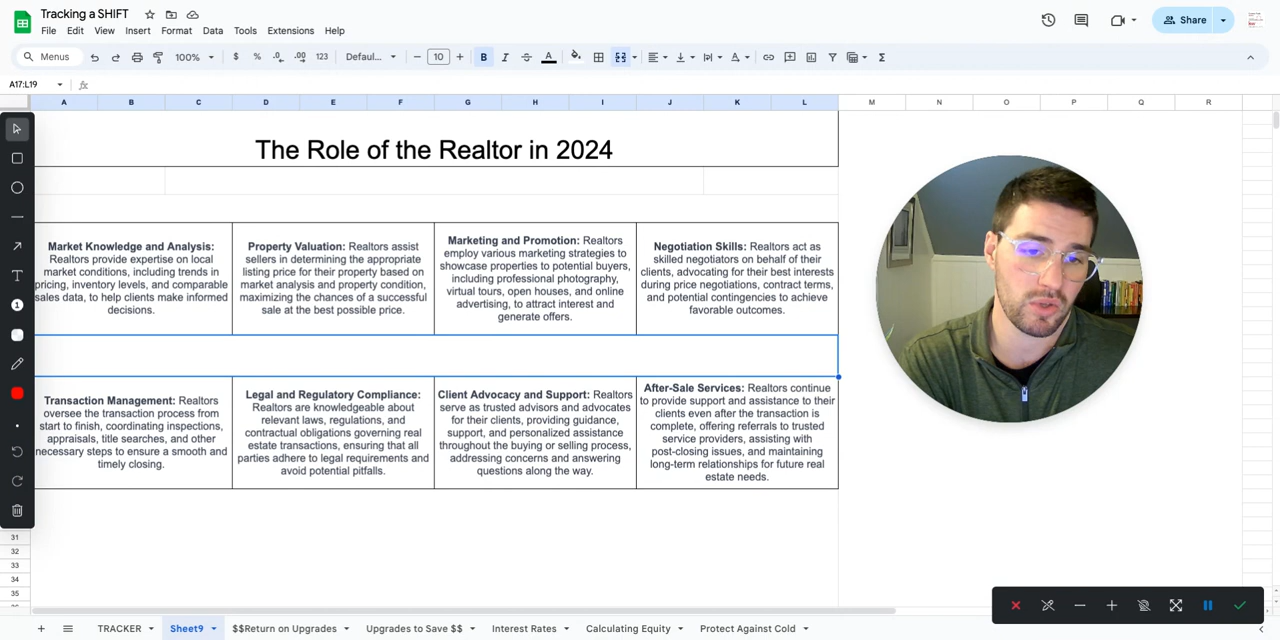 Tracking a SHIFT
File Edit View Insert Format Data Tools Extensions Help
Share
Menus 100% $ % .0 .00 123 Defaul... 10 B I A Σ
A17:L19 fx
A B C D E F G H I J K L M N O P Q R
The Role of the Realtor in 2024
Market Knowledge and Analysis:
Realtors provide expertise on local
market conditions, including trends in
pricing, inventory levels, and comparable
sales data, to help clients make informed
decisions.
Property Valuation: Realtors assist
sellers in determining the appropriate
listing price for their property based on
market analysis and property condition,
maximizing the chances of a successful
sale at the best possible price.
Marketing and Promotion: Realtors
employ various marketing strategies to
showcase properties to potential buyers,
including professional photography,
virtual tours, open houses, and online
advertising, to attract interest and
generate offers.
Negotiation Skills: Realtors act as
skilled negotiators on behalf of their
clients, advocating for their best interests
during price negotiations, contract terms,
and potential contingencies to achieve
favorable outcomes.
Transaction Management: Realtors
oversee the transaction process from
start to finish, coordinating inspections,
appraisals, title searches, and other
necessary steps to ensure a smooth and
timely closing.
Legal and Regulatory Compliance:
Realtors are knowledgeable about
relevant laws, regulations, and
contractual obligations governing real
estate transactions, ensuring that all
parties adhere to legal requirements and
avoid potential pitfalls.
Client Advocacy and Support: Realtors
serve as trusted advisors and advocates
for their clients, providing guidance,
support, and personalized assistance
throughout the buying or selling process,
addressing concerns and answering
questions along the way.
After-Sale Services: Realtors continue
to provide support and assistance to their
clients even after the transaction is
complete, offering referrals to trusted
service providers, assisting with
post-closing issues, and maintaining
long-term relationships for future real
estate needs.
T
1
31
32
33
34
35
TRACKER Sheet9 $$Return on Upgrades Upgrades to Save $$ Interest Rates Calculating Equity Protect Against Cold